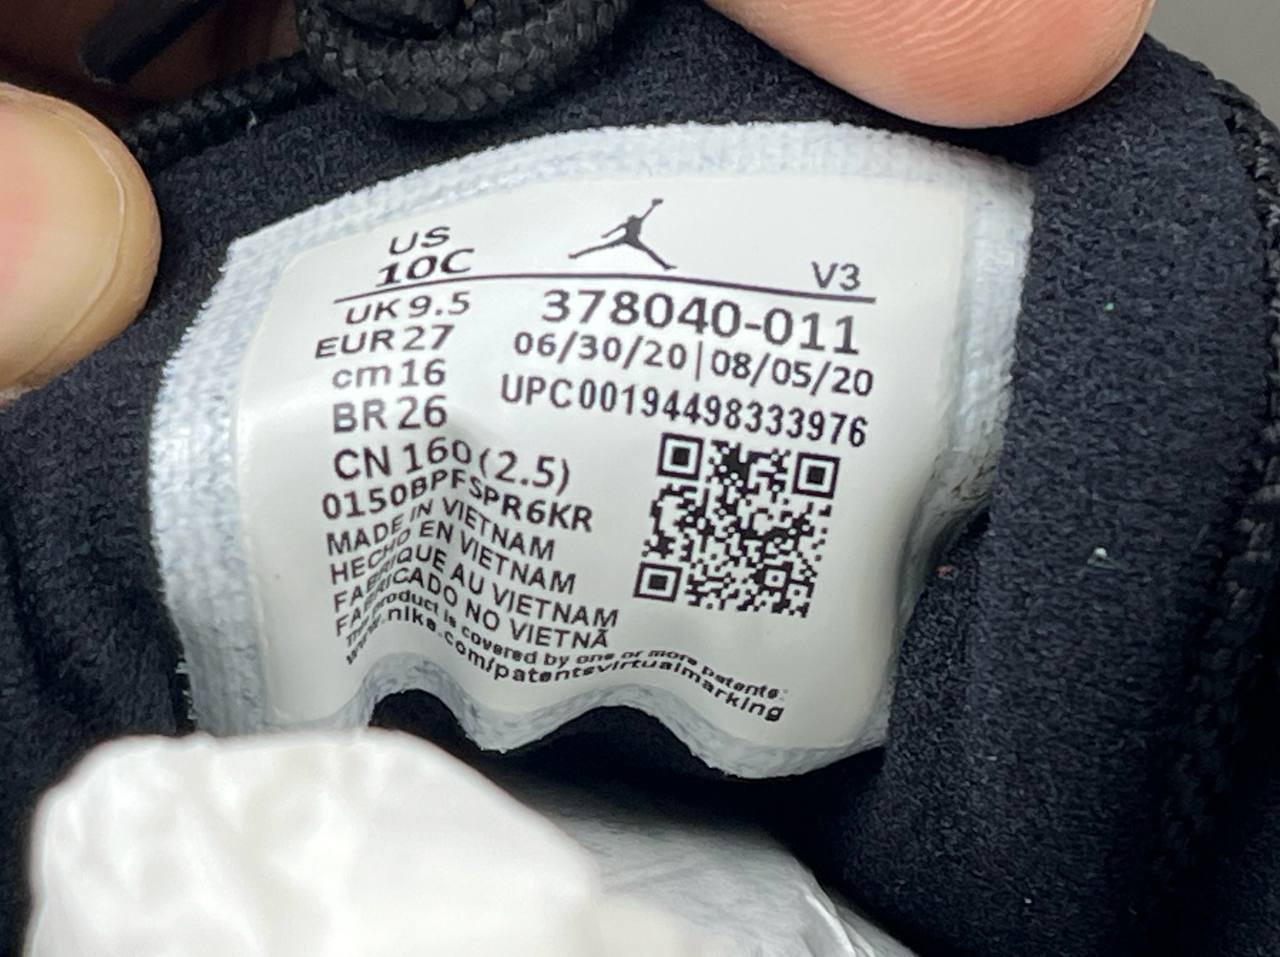 US
10C
V3
UK 9.5
EUR 27
cm 16
BR 26
CN 160 (2.5)
378040-011
06/30/20|08/05/20
UPC00194498333976
0150BPFSPR6KR
MADE IN VIETNAM
HECHO EN VIETNAM
FABRIQUE AU VIETNAM
FABRICADO NO VIETNÃ
This product is covered by one or more patents:
www.nike.com/patentsvirtualmarking